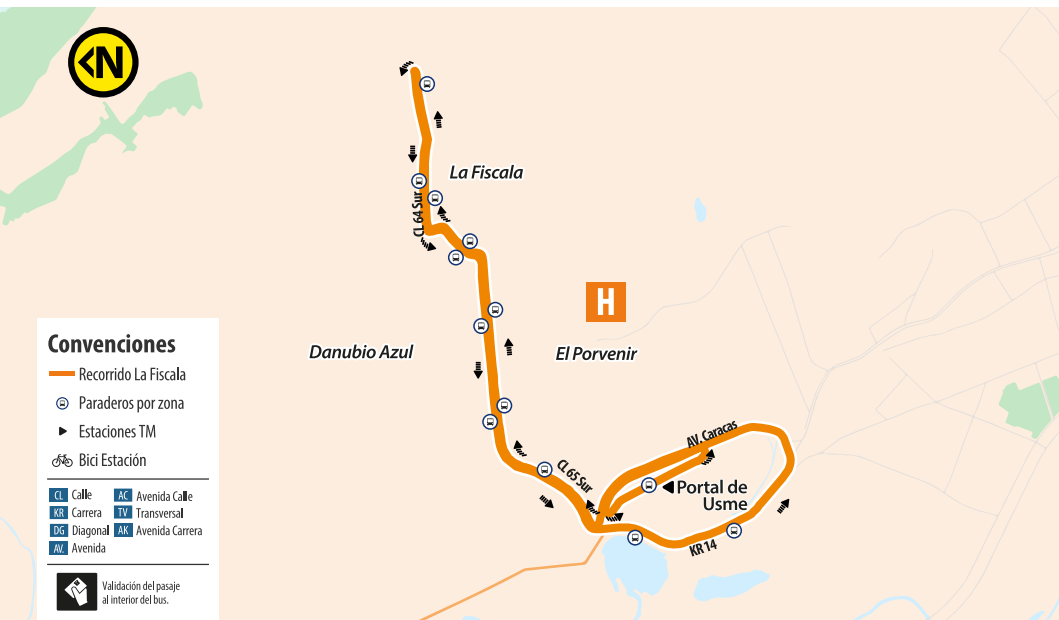 N
La Fiscala
CL 64 Sur
H
Danubio Azul
El Porvenir
AV. Caracas
CL 65 Sur
Portal de
Usme
KR 14
Convenciones
Recorrido La Fiscala
Paraderos por zona
Estaciones TM
Bici Estación
CL Calle
AC Avenida Calle
KR Carrera
TV Transversal
DG Diagonal
AK Avenida Carrera
AV. Avenida
Validación del pasaje
al interior del bus.